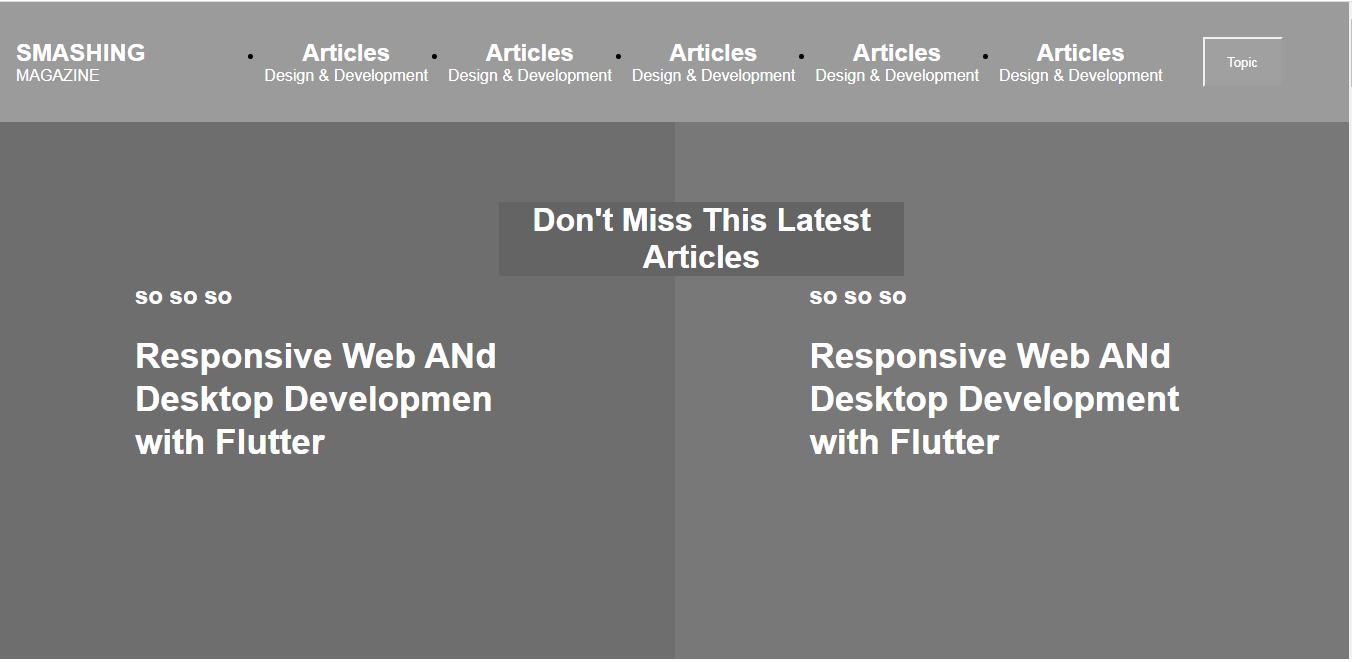 SMASHING
MAGAZINE
Articles
Design & Development
Articles
Design & Development
Articles
Design & Development
Articles
Design & Development
Articles
Design & Development
Topic
Don't Miss This Latest
Articles
so so so
Responsive Web ANd
Desktop Developmen
with Flutter
so so so
Responsive Web ANd
Desktop Development
with Flutter